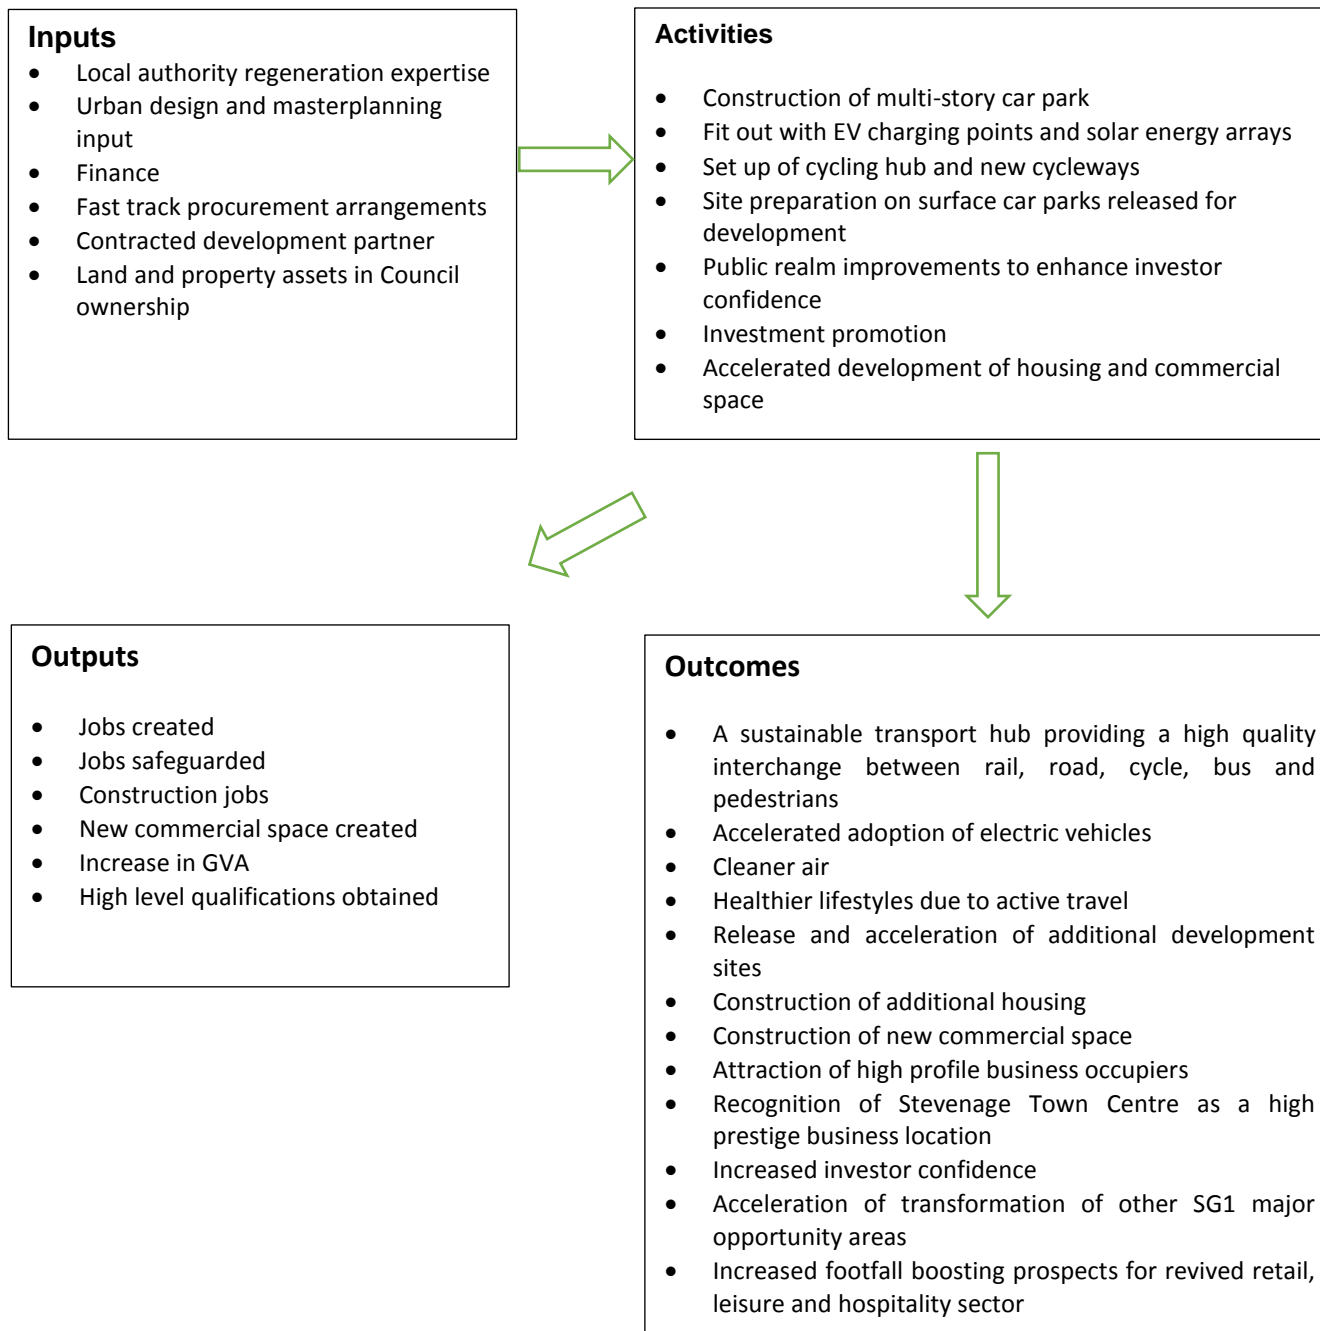 Inputs
• Local authority regeneration expertise
• Urban design and masterplanning
input
• Finance
• Fast track procurement arrangements
• Contracted development partner
• Land and property assets in Council
ownership
Activities
• Construction of multi-story car park
• Fit out with EV charging points and solar energy arrays
• Set up of cycling hub and new cycleways
• Site preparation on surface car parks released for
development
• Public realm improvements to enhance investor
confidence
• Investment promotion
• Accelerated development of housing and commercial
space
Outputs
• Jobs created
• Jobs safeguarded
• Construction jobs
• New commercial space created
• Increase in GVA
• High level qualifications obtained
Outcomes
• A sustainable transport hub providing a high quality
interchange between rail, road, cycle, bus and
pedestrians
• Accelerated adoption of electric vehicles
• Cleaner air
• Healthier lifestyles due to active travel
• Release and acceleration of additional development
sites
• Construction of additional housing
• Construction of new commercial space
• Attraction of high profile business occupiers
• Recognition of Stevenage Town Centre as a high
prestige business location
• Increased investor confidence
• Acceleration of transformation of other SG1 major
opportunity areas
• Increased footfall boosting prospects for revived retail,
leisure and hospitality sector